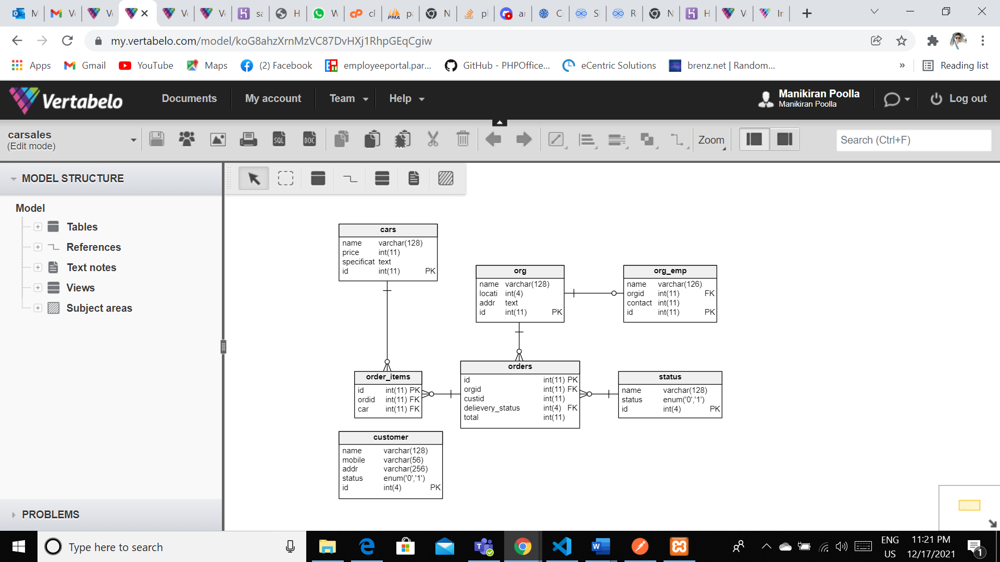 M
V
V
V
V
sa
H
W
cF
pa
N
pl
ar
C
SI
R
N
H
V
In
my.vertabelo.com/model/koG8ahzXrnMzVC87DvHXj1RhpGEqCgiw
Apps
Gmail
YouTube
Maps
(2) Facebook
employeeportal.par...
GitHub - PHPOffice...
eCentric Solutions
brenz.net | Random...
»
Reading list
Vertabelo
Documents
My account
Team
Help
Manikiran Poolla
Manikiran Poolla
Log out
carsales
(Edit mode)
SQL
DOC
Zoom
Search (Ctrl+F)
MODEL STRUCTURE
Model
Tables
References
Text notes
Views
Subject areas
PROBLEMS
cars
name varchar(128)
price int(11)
specificat text
id int(11) PK
org
name varchar(128)
locati int(4)
addr text
id int(11) PK
org_emp
name varchar(126)
orgid int(11) FK
contact int(11)
id int(11) PK
order_items
id int(11) PK
ordid int(11) FK
car int(11) FK
orders
id int(11) PK
orgid int(11) FK
custid int(11)
delievery_status int(4) FK
total int(11)
status
name varchar(128)
status enum('0','1')
id int(4) PK
customer
name varchar(128)
mobile varchar(56)
addr varchar(256)
status enum('0','1')
id int(4) PK
Type here to search
ENG
US
11:21 PM
12/17/2021
1